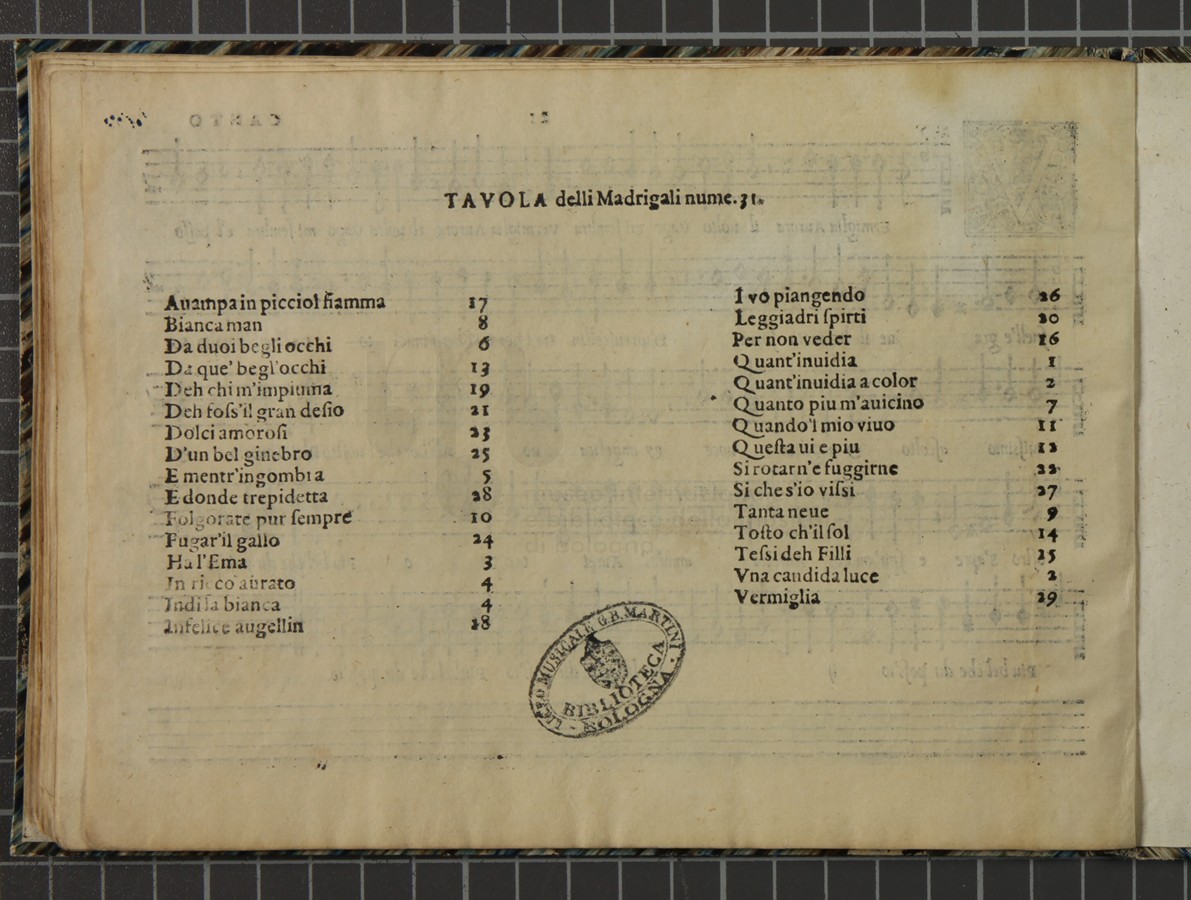 TAVOLA delli Madrigali nume. 31.
Auampa in picciol fiamma 17
Bianca man 8
Da duoi begli occhi 6
Da que' begl'occhi 13
Deh chi m'impiuma 19
Deh foſs'il gran deſio 21
Dolci amoroſi 23
D'un bel ginebro 25
E mentr'ingombra 5
E donde trepidetta 28
Folgorate pur ſempre 10
Fugar'il gallo 24
Ha l'Ema 3
In ricco aurato 4
Indi la bianca 4
Infelice augellin 18
I vo piangendo 26
Leggiadri ſpirti 20
Per non veder 16
Quant'inuidia 1
Quant'inuidia a color 2
Quanto piu m'auicino 7
Quando'l mio viuo 11
Queſta ui e piu 12
Si rotar n'e fuggirne 22
Si che s'io viſsi 27
Tanta neue 9
Toſto ch'il ſol 14
Teſsi deh Filli 15
Vna candida luce 2
Vermiglia 29
LICEO MUSICALE G.B. MARTINI
BIBLIOTECA
BOLOGNA